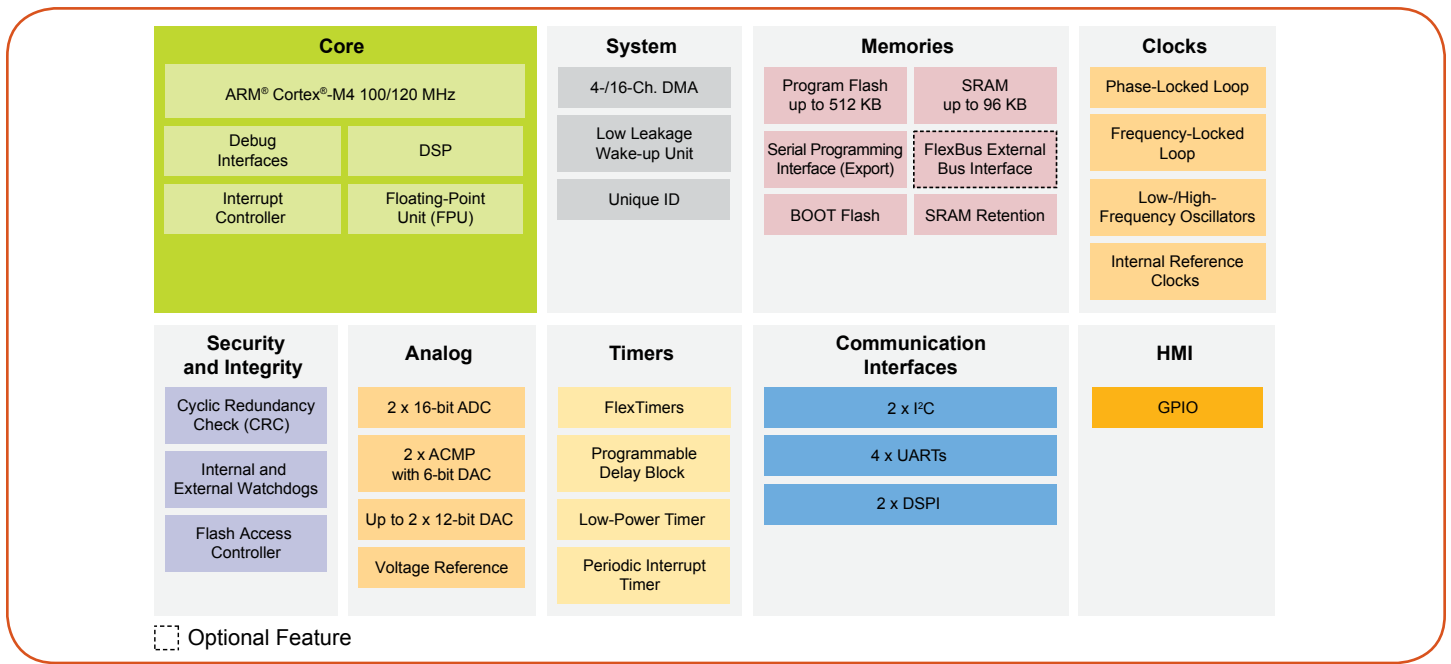 Core
ARM® Cortex®-M4 100/120 MHz
Debug
Interfaces
DSP
Interrupt
Controller
Floating-Point
Unit (FPU)
System
4-/16-Ch. DMA
Low Leakage
Wake-up Unit
Unique ID
Memories
Program Flash
up to 512 KB
SRAM
up to 96 KB
Serial Programming
Interface (Export)
FlexBus External
Bus Interface
BOOT Flash
SRAM Retention
Clocks
Phase-Locked Loop
Frequency-Locked
Loop
Low-/High-
Frequency Oscillators
Internal Reference
Clocks
Security
and Integrity
Cyclic Redundancy
Check (CRC)
Internal and
External Watchdogs
Flash Access
Controller
Analog
2 x 16-bit ADC
2 x ACMP
with 6-bit DAC
Up to 2 x 12-bit DAC
Voltage Reference
Timers
FlexTimers
Programmable
Delay Block
Low-Power Timer
Periodic Interrupt
Timer
Communication
Interfaces
2 x I²C
4 x UARTs
2 x DSPI
HMI
GPIO
Optional Feature